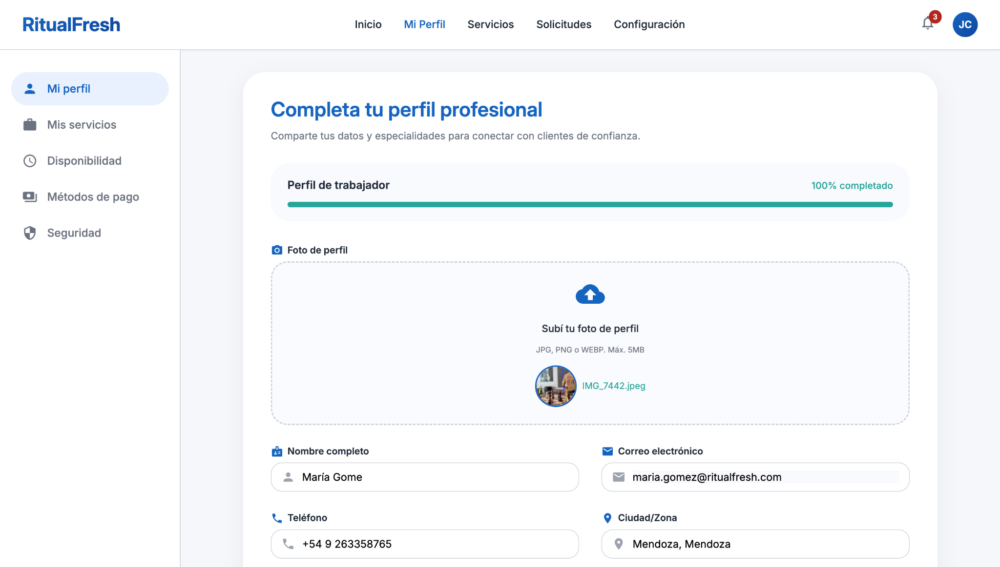 RitualFresh
Inicio
Mi Perfil
Servicios
Solicitudes
Configuración
3
JC
Mi perfil
Mis servicios
Disponibilidad
Métodos de pago
Seguridad
Completa tu perfil profesional
Comparte tus datos y especialidades para conectar con clientes de confianza.
Perfil de trabajador
100% completado
Foto de perfil
Subí tu foto de perfil
JPG, PNG o WEBP. Máx. 5MB
IMG_7442.jpeg
Nombre completo
María Gome
Correo electrónico
maria.gomez@ritualfresh.com
Teléfono
+54 9 263358765
Ciudad/Zona
Mendoza, Mendoza